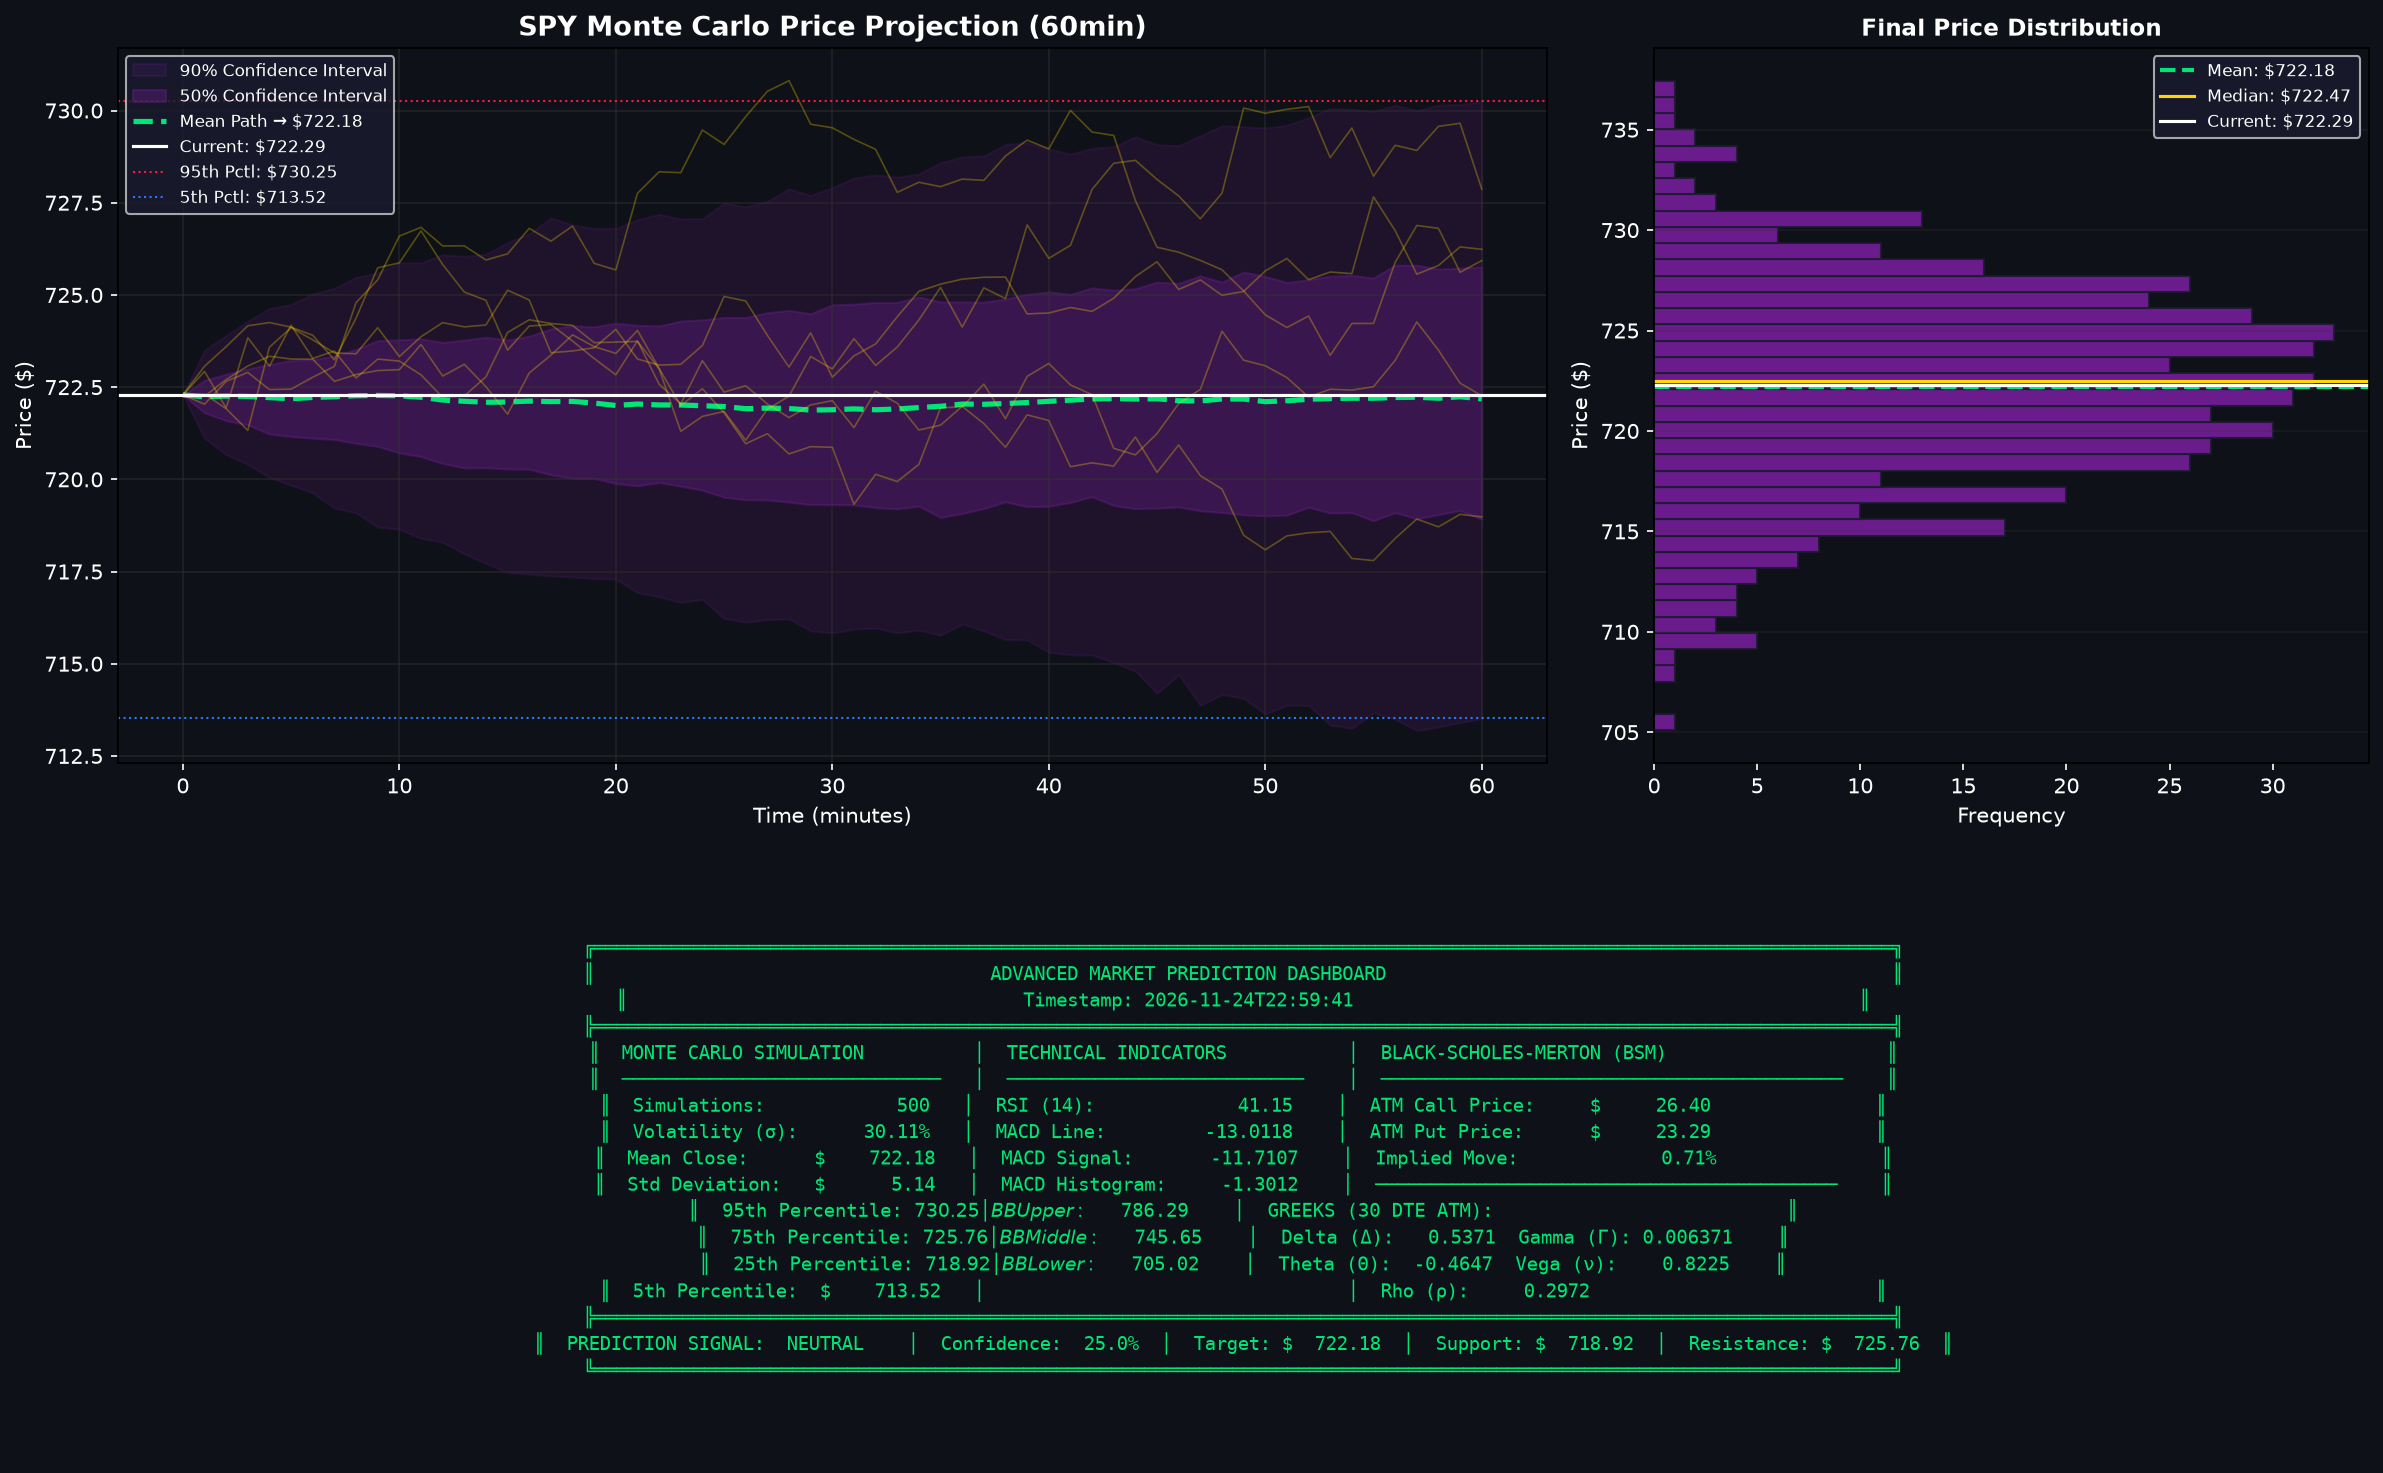 SPY Monte Carlo Price Projection (60min)
90% Confidence Interval
50% Confidence Interval
Mean Path → $722.18
Current: $722.29
95th Pctl: $730.25
5th Pctl: $713.52
Price ($)
730.0
727.5
725.0
722.5
720.0
717.5
715.0
712.5
0 10 20 30 40 50 60
Time (minutes)
Final Price Distribution
Mean: $722.18
Median: $722.47
Current: $722.29
Price ($)
735
730
725
720
715
710
705
0 5 10 15 20 25 30
Frequency
ADVANCED MARKET PREDICTION DASHBOARD
Timestamp: 2026-11-24T22:59:41
MONTE CARLO SIMULATION │ TECHNICAL INDICATORS │ BLACK-SCHOLES-MERTON (BSM)
Simulations: 500 │ RSI (14): 41.15 │ ATM Call Price: $ 26.40
Volatility (σ): 30.11% │ MACD Line: -13.0118 │ ATM Put Price: $ 23.29
Mean Close: $ 722.18 │ MACD Signal: -11.7107 │ Implied Move: 0.71%
Std Deviation: $ 5.14 │ MACD Histogram: -1.3012 │
95th Percentile: 730.25│BBUpper: 786.29 │ GREEKS (30 DTE ATM):
75th Percentile: 725.76│BBMiddle: 745.65 │ Delta (Δ): 0.5371 Gamma (Γ): 0.006371
25th Percentile: 718.92│BBLower: 705.02 │ Theta (Θ): -0.4647 Vega (ν): 0.8225
5th Percentile: $ 713.52 │ │ Rho (ρ): 0.2972
PREDICTION SIGNAL: NEUTRAL │ Confidence: 25.0% │ Target: $ 722.18 │ Support: $ 718.92 │ Resistance: $ 725.76